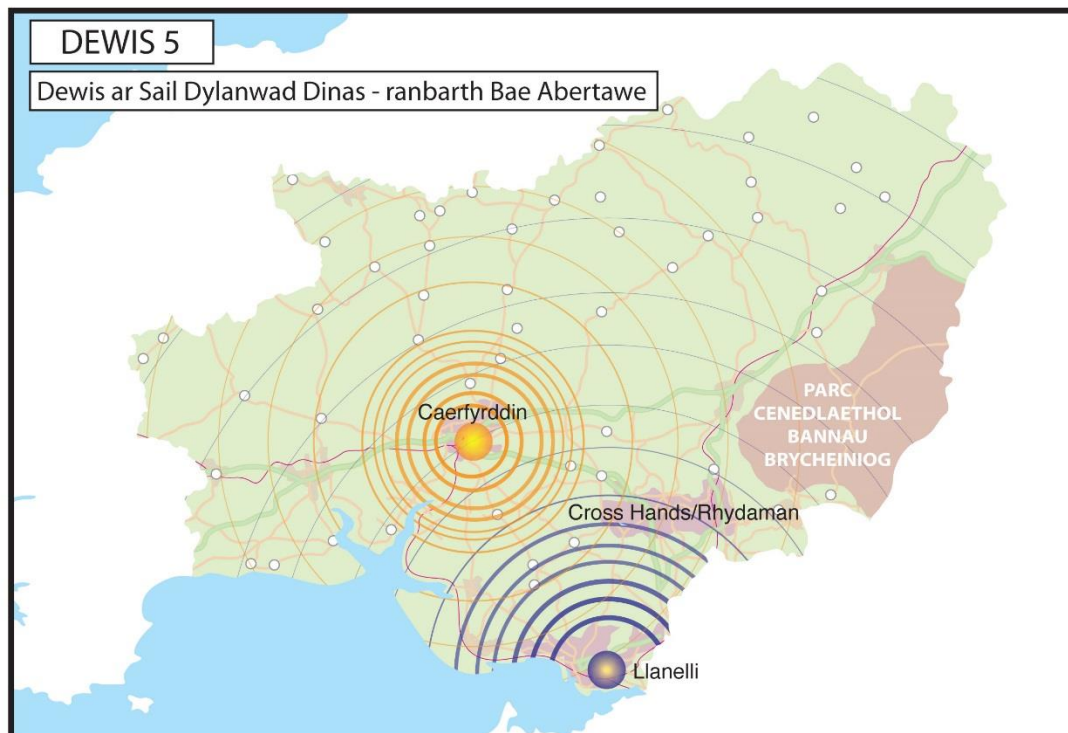 DEWIS 5
Dewis ar Sail Dylanwad Dinas - ranbarth Bae Abertawe
PARC
CENEDLAETHOL
BANNAU
BRYCHEINIOG
Caerfyrddin
Cross Hands/Rhydaman
Llanelli